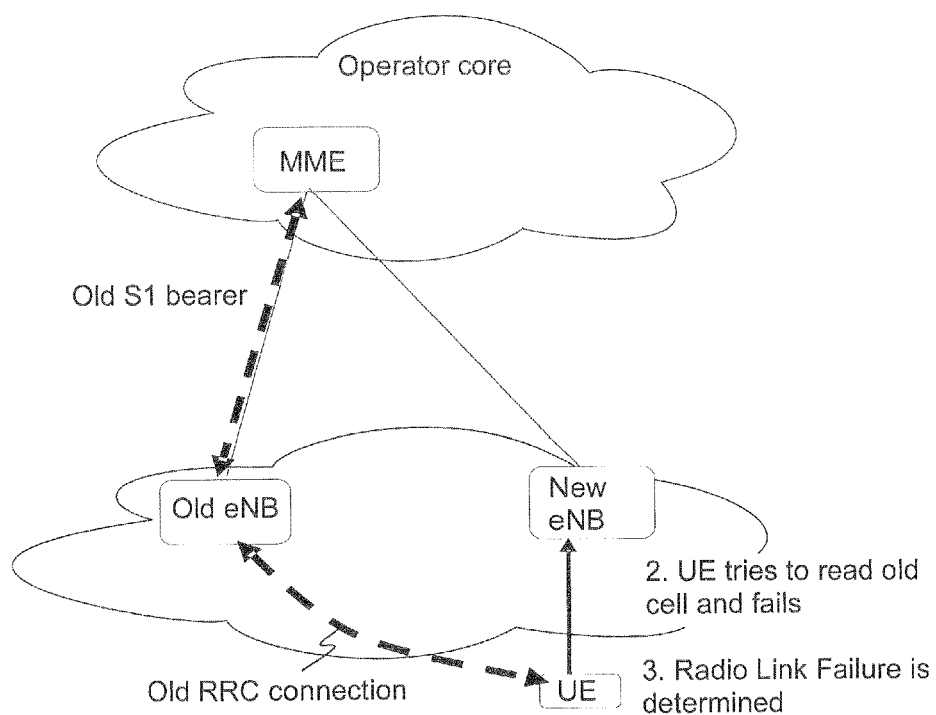 Operator core
MME
Old S1 bearer
Old eNB
New
eNB
2. UE tries to read old
cell and fails
Old RRC connection
UE
3. Radio Link Failure is
determined